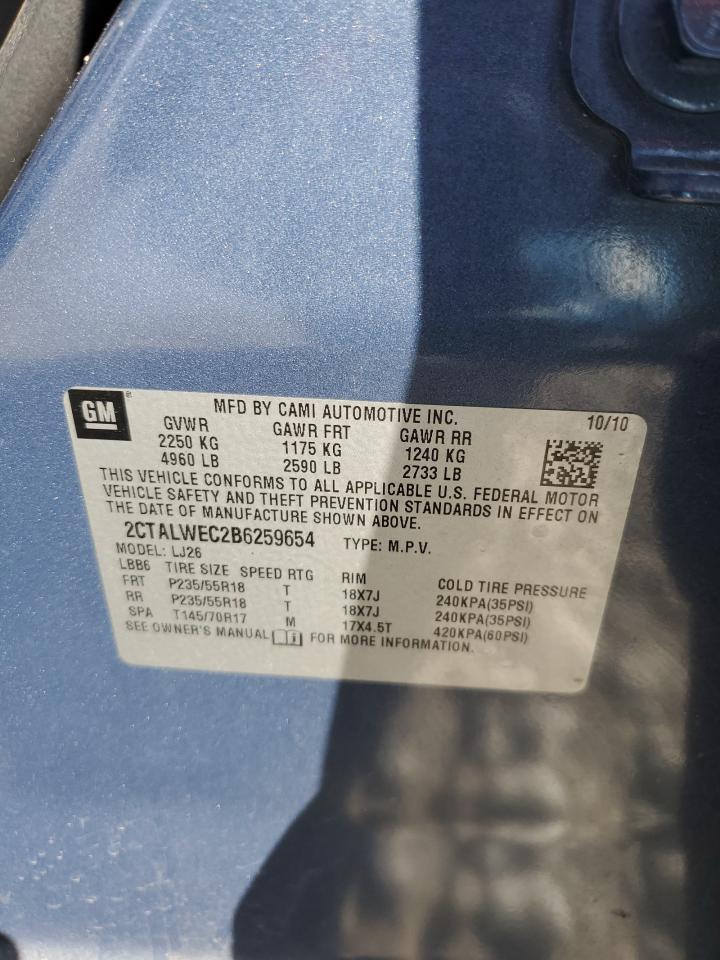 GM ®
MFD BY CAMI AUTOMOTIVE INC. 10/10
GVWR GAWR FRT GAWR RR
2250 KG 1175 KG 1240 KG
4960 LB 2590 LB 2733 LB
THIS VEHICLE CONFORMS TO ALL APPLICABLE U.S. FEDERAL MOTOR
VEHICLE SAFETY AND THEFT PREVENTION STANDARDS IN EFFECT ON
THE DATE OF MANUFACTURE SHOWN ABOVE.
2CTALWEC2B6259654 TYPE: M.P.V.
MODEL: LJ26
LBB6 TIRE SIZE SPEED RTG RIM COLD TIRE PRESSURE
FRT P235/55R18 T 18X7J 240KPA(35PSI)
RR P235/55R18 T 18X7J 240KPA(35PSI)
SPA T145/70R17 M 17X4.5T 420KPA(60PSI)
SEE OWNER'S MANUAL FOR MORE INFORMATION.